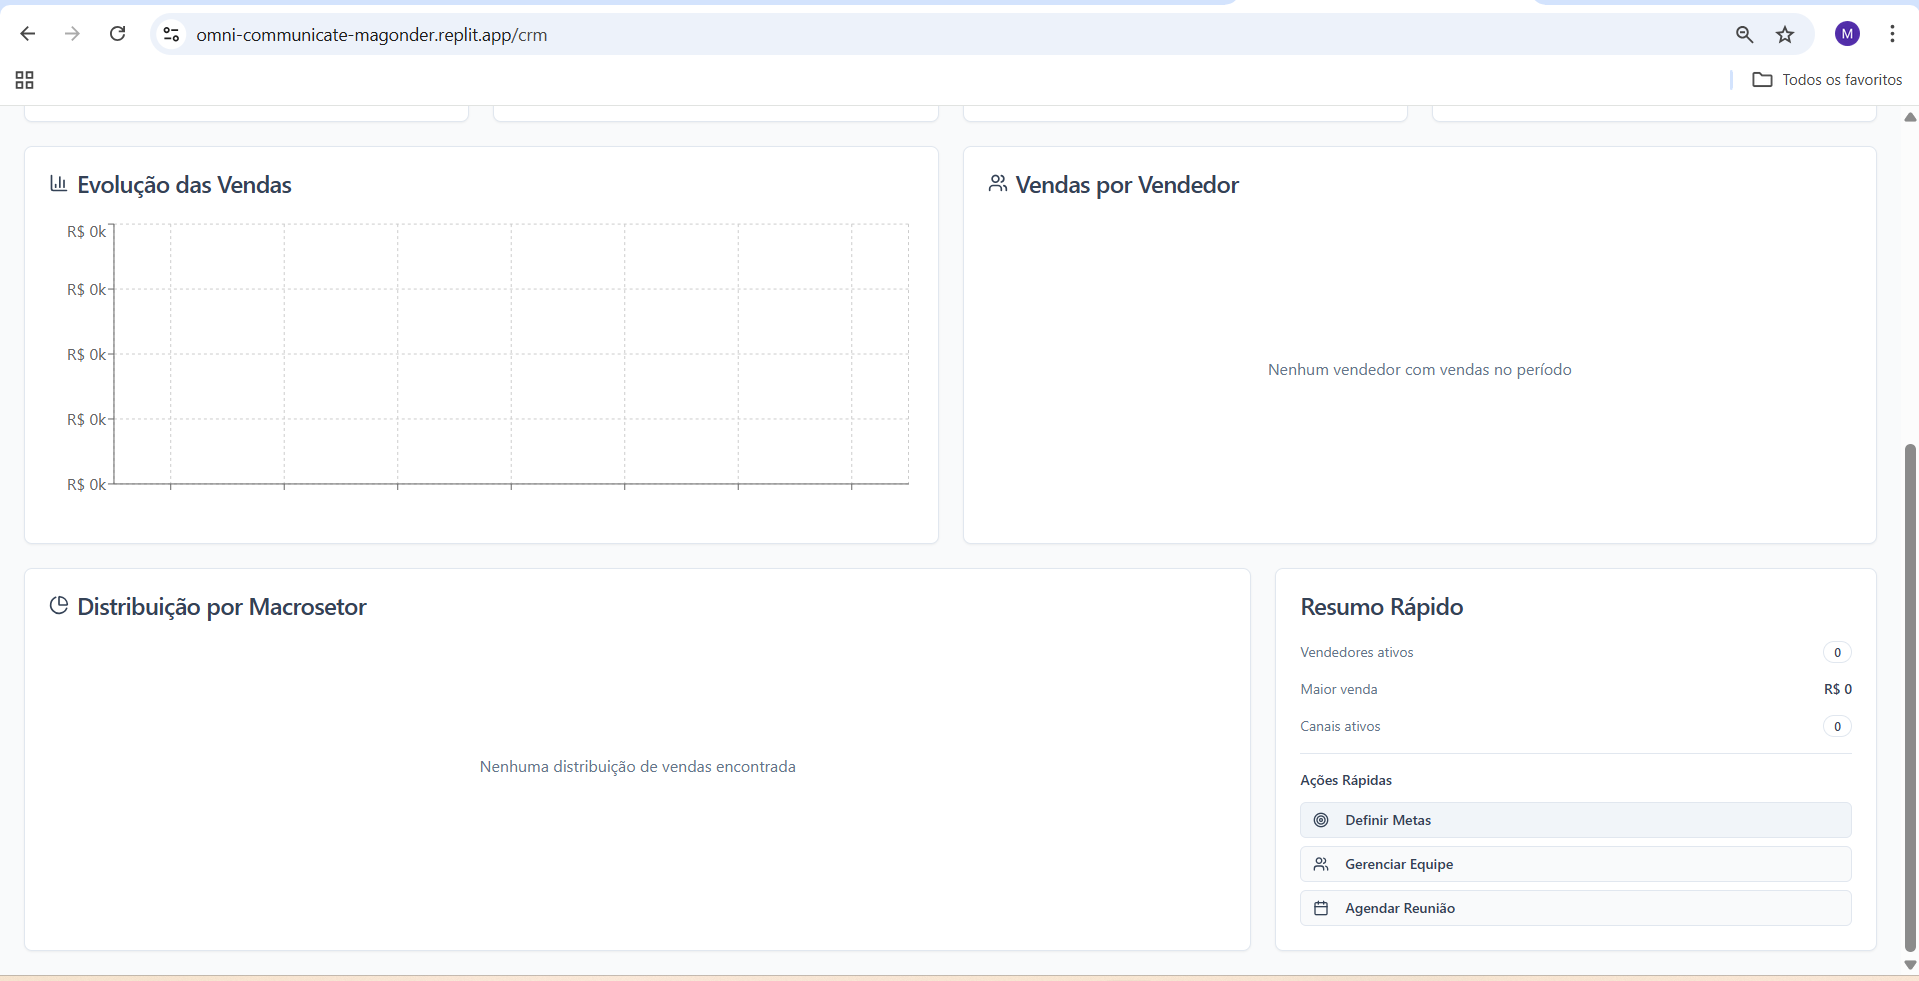 omni-communicate-magonder.replit.app/crm
M
Todos os favoritos
Evolução das Vendas
R$ 0k
R$ 0k
R$ 0k
R$ 0k
R$ 0k
Vendas por Vendedor
Nenhum vendedor com vendas no período
Distribuição por Macrosetor
Nenhuma distribuição de vendas encontrada
Resumo Rápido
Vendedores ativos 0
Maior venda R$ 0
Canais ativos 0
Ações Rápidas
Definir Metas
Gerenciar Equipe
Agendar Reunião